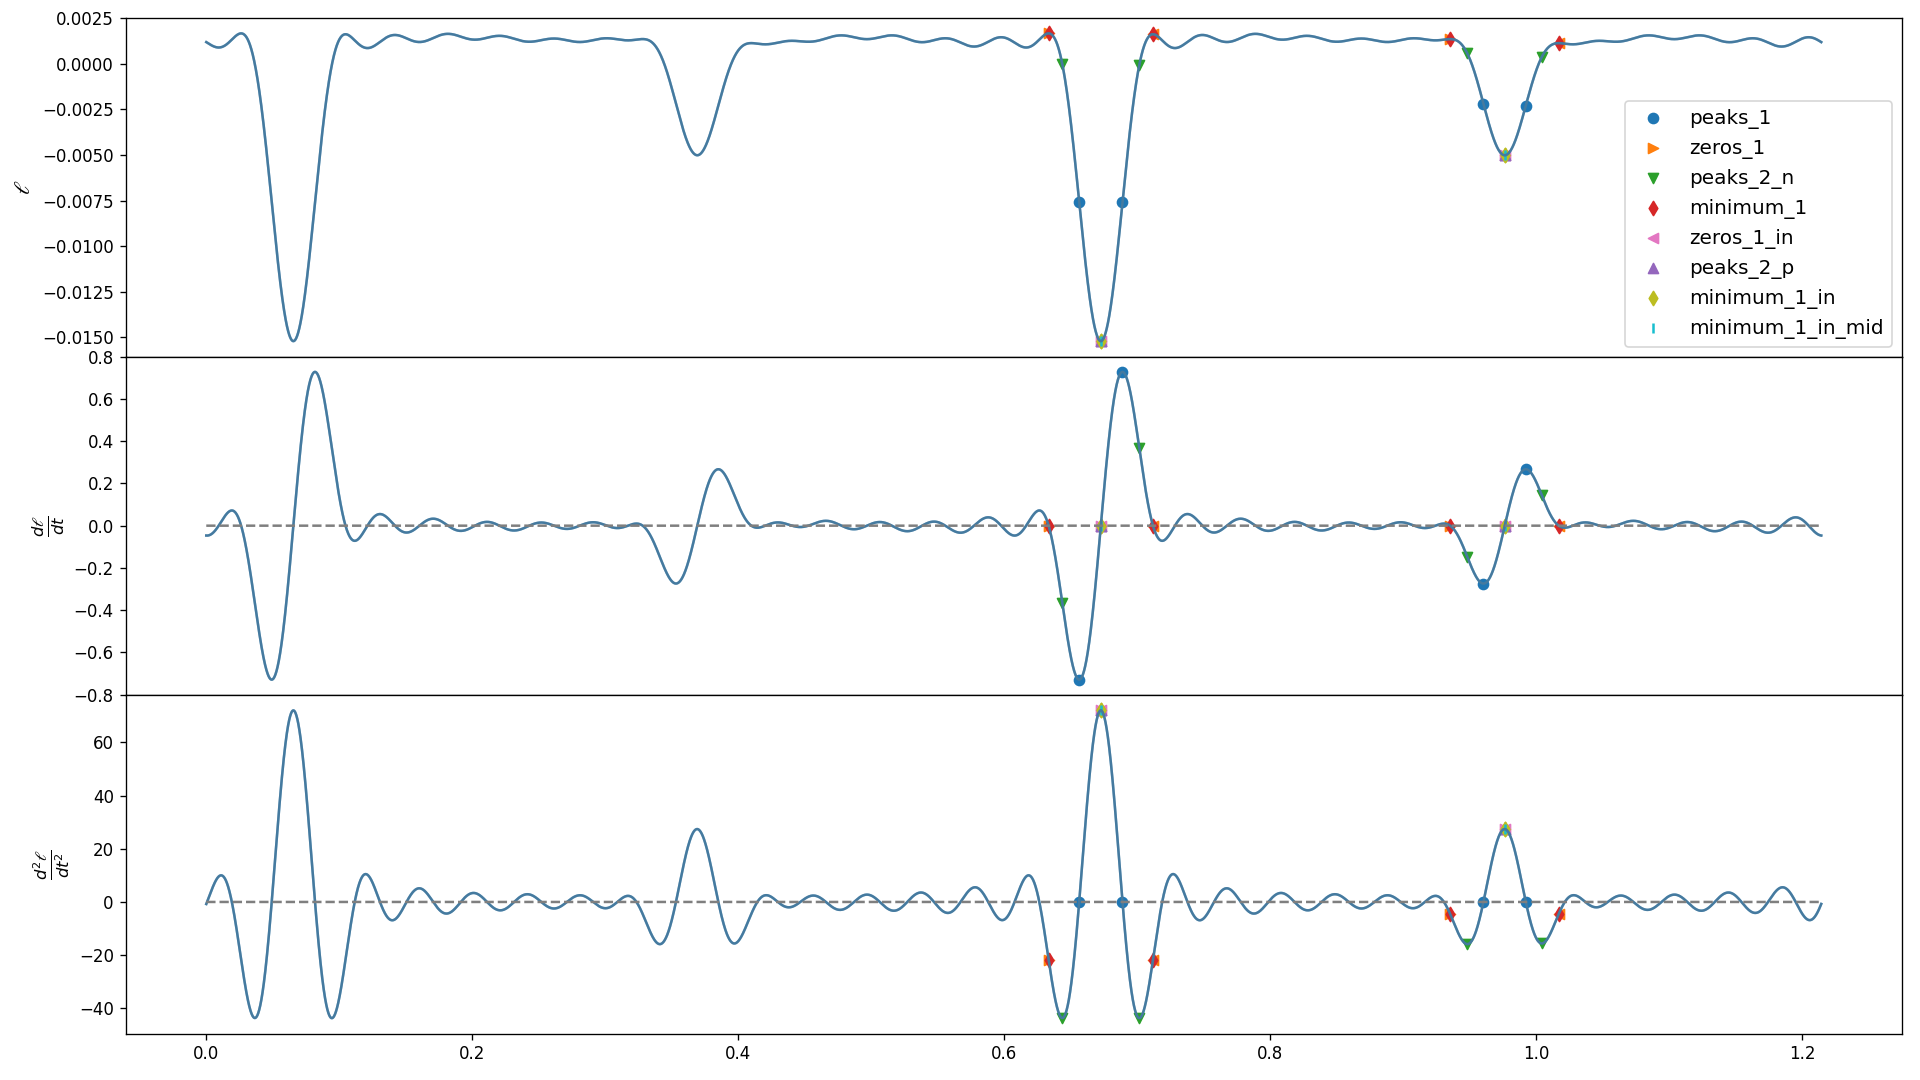 0.0025
0.0000
−0.0025
−0.0050
−0.0075
−0.0100
−0.0125
−0.0150
ℓ
peaks_1
zeros_1
peaks_2_n
minimum_1
zeros_1_in
peaks_2_p
minimum_1_in
minimum_1_in_mid
0.8
0.6
0.4
0.2
0.0
−0.2
−0.4
−0.6
−0.8
dℓ
dt
60
40
20
0
−20
−40
d²ℓ
dt²
0.0 0.2 0.4 0.6 0.8 1.0 1.2